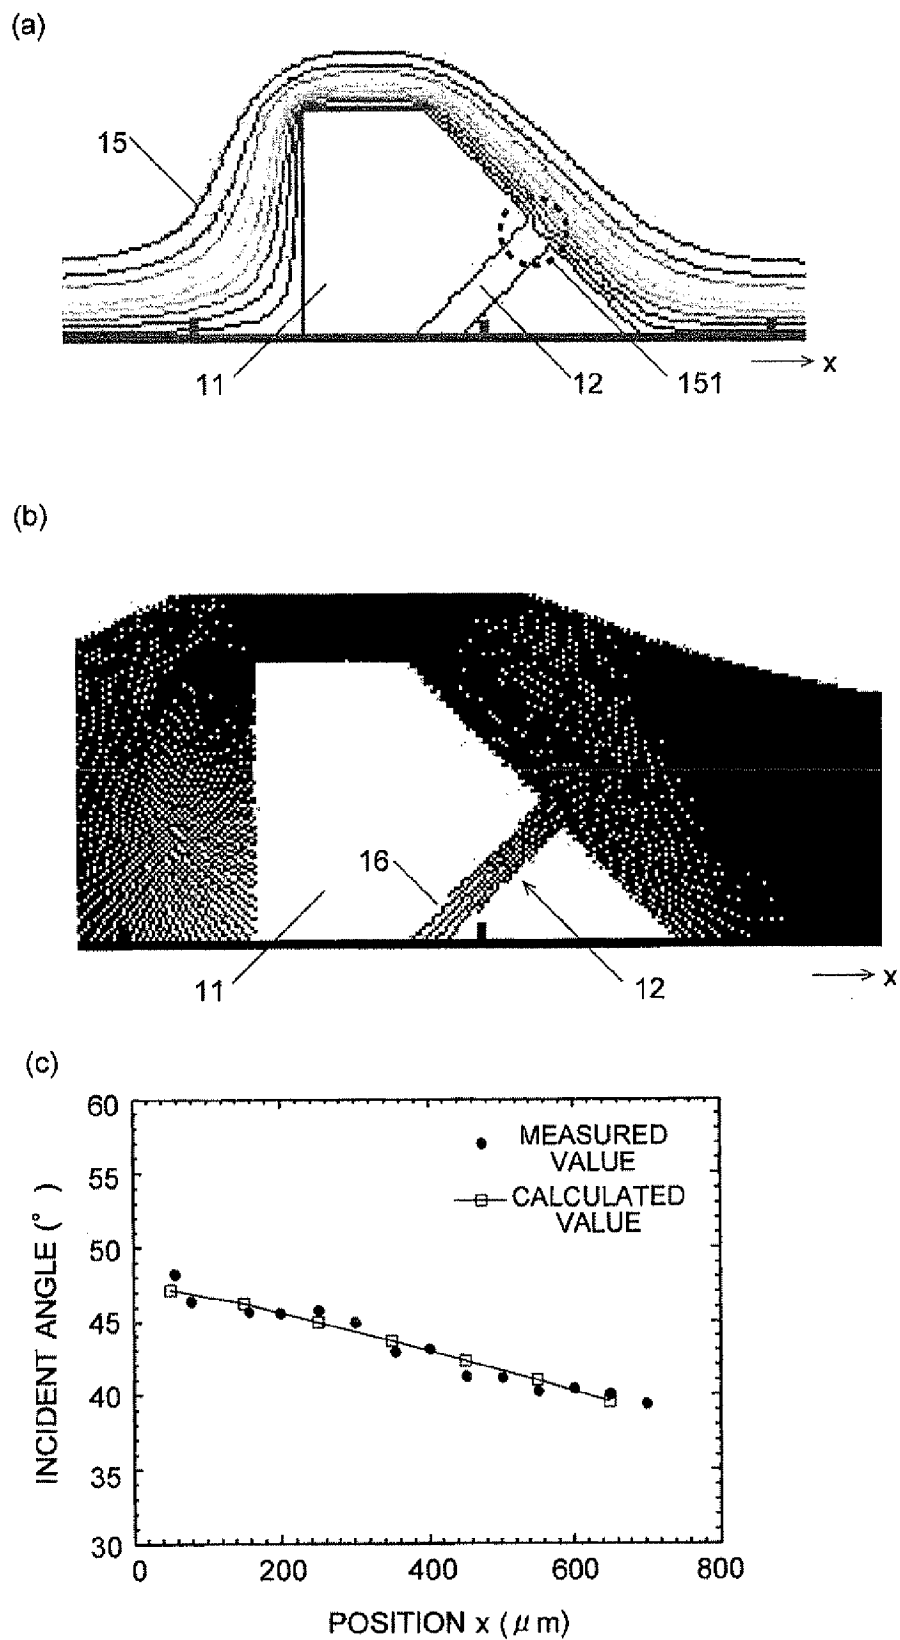 (a)
15
11
12
151
x
(b)
16
11
12
x
(c)
60
55
50
45
40
35
30
0
200
400
600
800
INCIDENT ANGLE (°)
POSITION x (μm)
MEASURED
VALUE
CALCULATED
VALUE